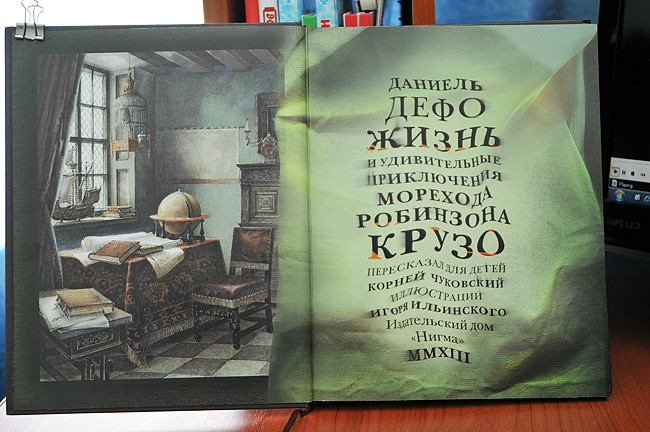 ДАНИЕЛЬ
ДЕФО
ЖИЗНЬ
И УДИВИТЕЛЬНЫЕ
ПРИКЛЮЧЕНИЯ
МОРЕХОДА
РОБИНЗОНА
КРУЗО
ПЕРЕСКАЗАЛ ДЛЯ ДЕТЕЙ
КОРНЕЙ ЧУКОВСКИЙ
ИЛЛЮСТРАЦИИ
ИГОРЯ ИЛЬИНСКОГО
Издательский дом
«Нигма»
MMXIII
Playing